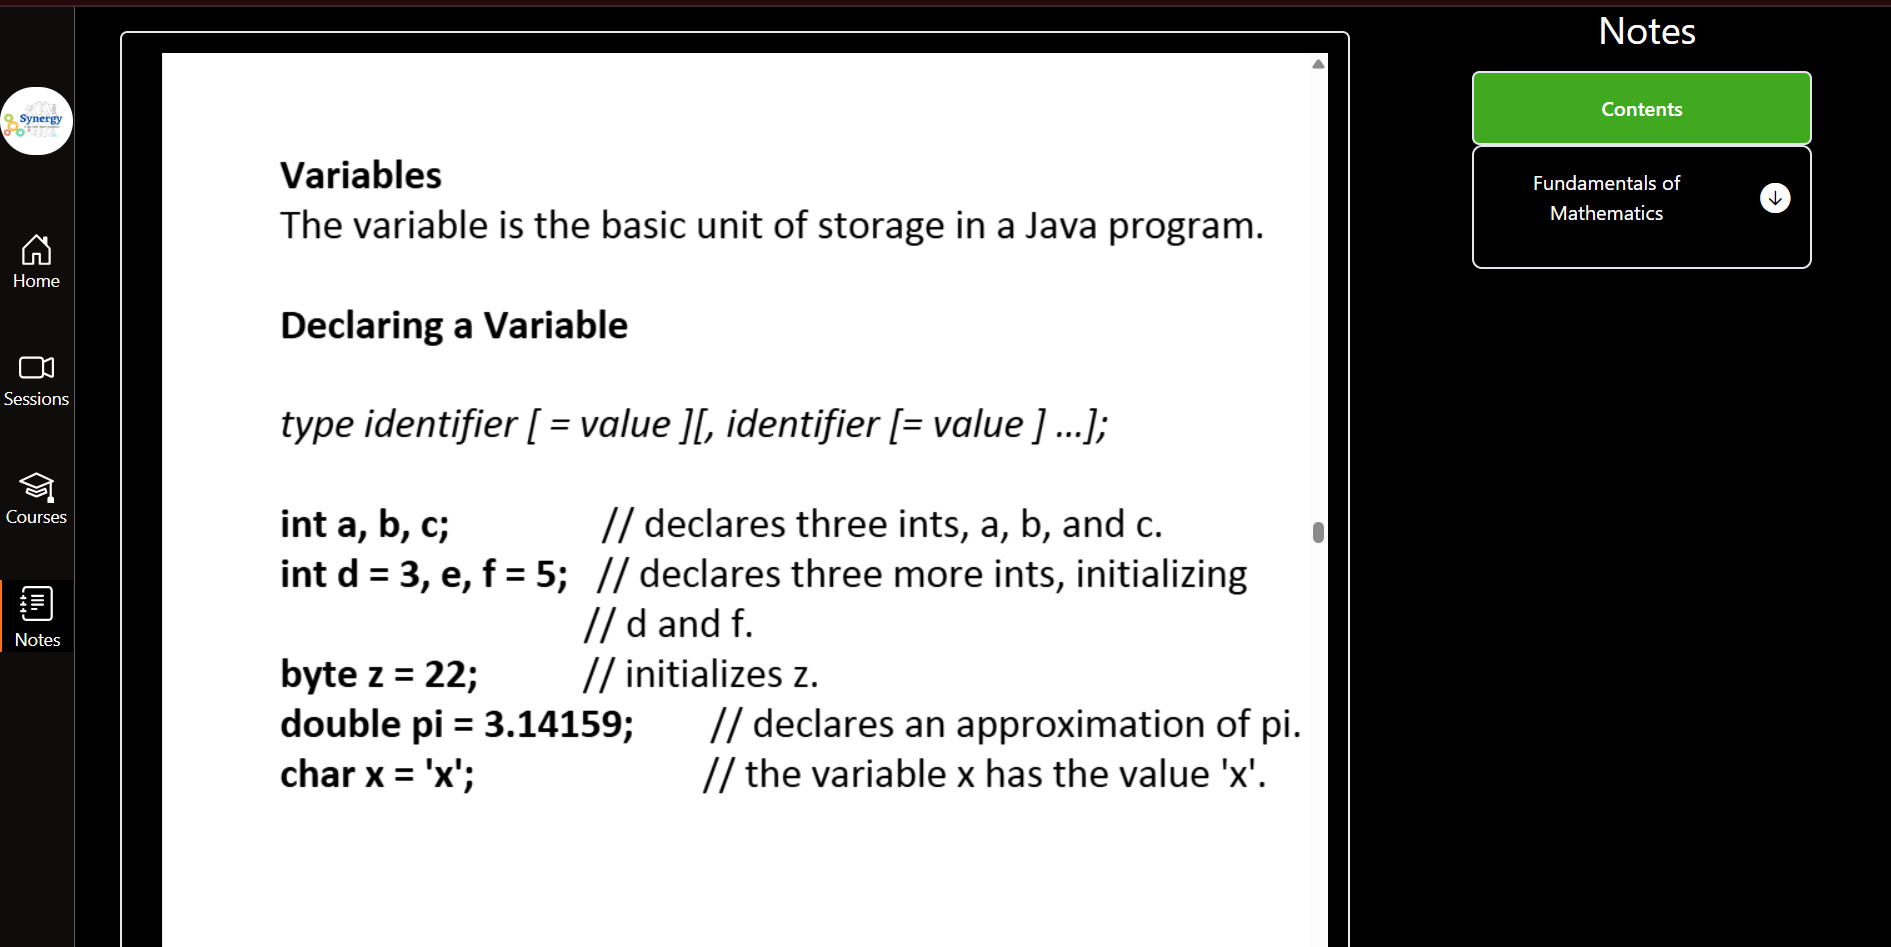 Synergy
Home
Sessions
Courses
Notes
Variables
The variable is the basic unit of storage in a Java program.
Declaring a Variable
type identifier [ = value ][, identifier [= value ] ...];
int a, b, c; // declares three ints, a, b, and c.
int d = 3, e, f = 5; // declares three more ints, initializing
// d and f.
byte z = 22; // initializes z.
double pi = 3.14159; // declares an approximation of pi.
char x = 'x'; // the variable x has the value 'x'.
Notes
Contents
Fundamentals of
Mathematics